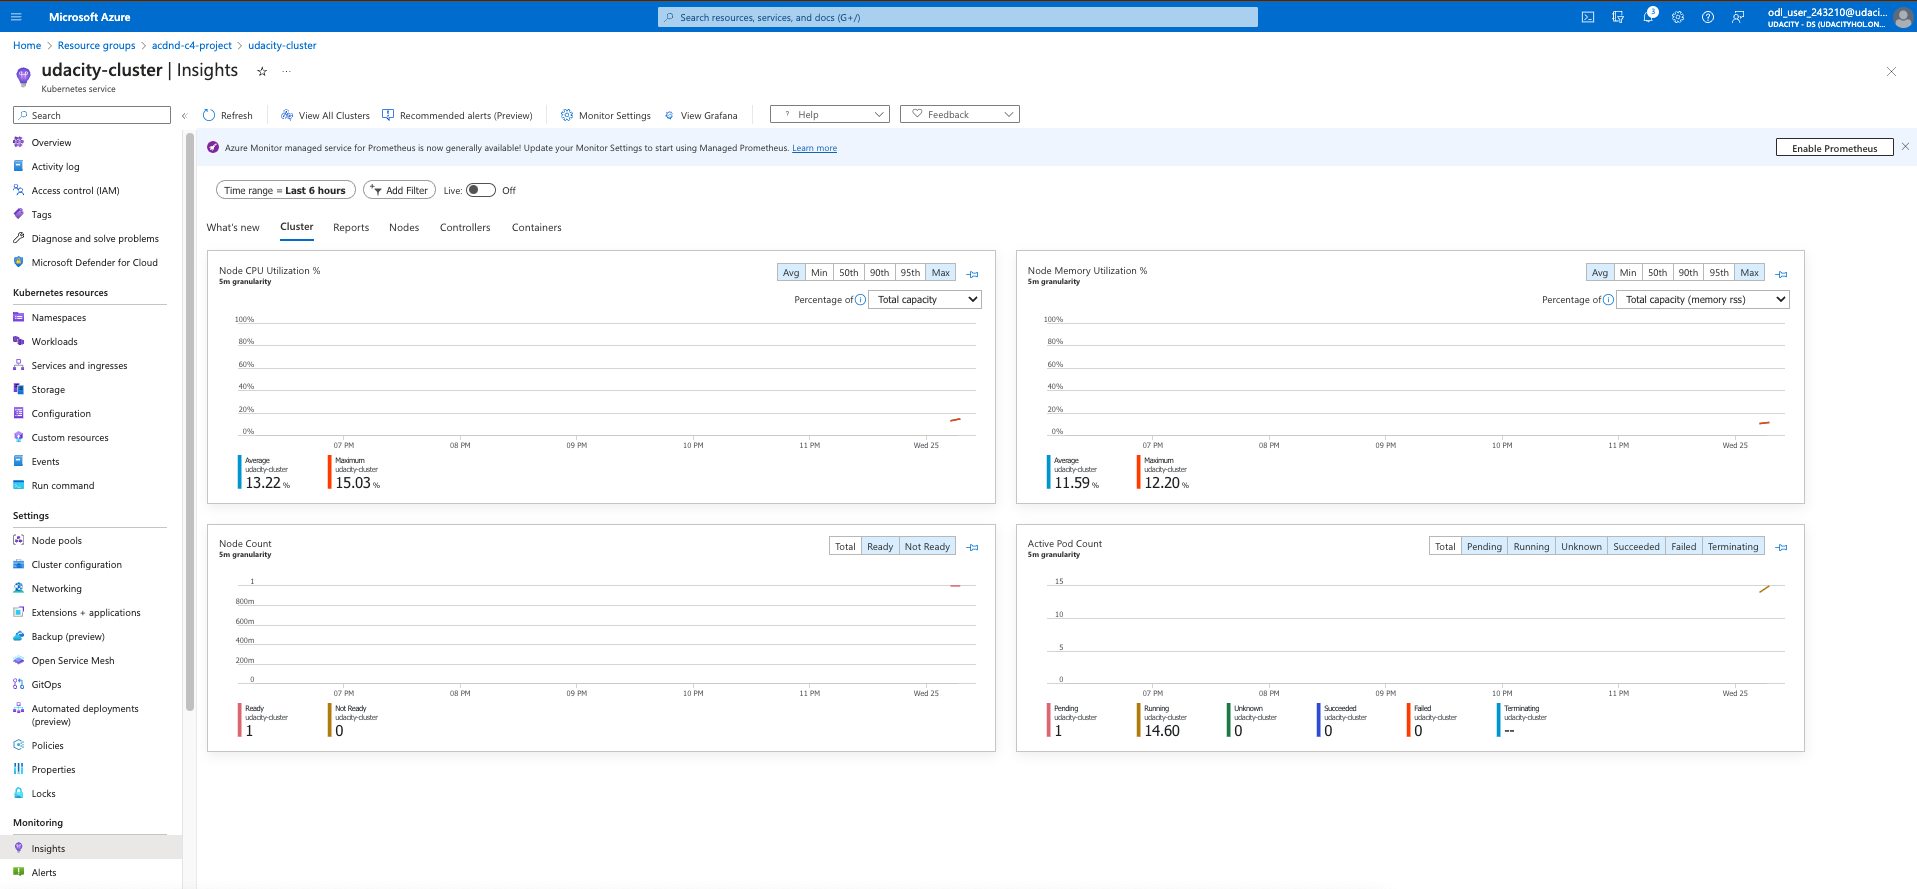 Microsoft Azure
Search resources, services, and docs (G+/)
3
odl_user_243210@udaci...
UDACITY - DS (UDACITYHOL.ON...
Home > Resource groups > acdnd-c4-project > udacity-cluster
udacity-cluster | Insights
Kubernetes service
Search
Refresh
View All Clusters
Recommended alerts (Preview)
Monitor Settings
View Grafana
? Help
Feedback
Azure Monitor managed service for Prometheus is now generally available! Update your Monitor Settings to start using Managed Prometheus. Learn more
Enable Prometheus
Overview
Activity log
Access control (IAM)
Tags
Diagnose and solve problems
Microsoft Defender for Cloud
Kubernetes resources
Namespaces
Workloads
Services and ingresses
Storage
Configuration
Custom resources
Events
Run command
Settings
Node pools
Cluster configuration
Networking
Extensions + applications
Backup (preview)
Open Service Mesh
GitOps
Automated deployments
(preview)
Policies
Properties
Locks
Monitoring
Insights
Alerts
Time range = Last 6 hours
Add Filter
Live: Off
What's new Cluster Reports Nodes Controllers Containers
Node CPU Utilization %
5m granularity
Avg Min 50th 90th 95th Max
Percentage of Total capacity
100%
80%
60%
40%
20%
0%
07 PM 08 PM 09 PM 10 PM 11 PM Wed 25
Average
udacity-cluster
13.22 %
Maximum
udacity-cluster
15.03 %
Node Memory Utilization %
5m granularity
Avg Min 50th 90th 95th Max
Percentage of Total capacity (memory rss)
100%
80%
60%
40%
20%
0%
07 PM 08 PM 09 PM 10 PM 11 PM Wed 25
Average
udacity-cluster
11.59 %
Maximum
udacity-cluster
12.20 %
Node Count
5m granularity
Total Ready Not Ready
1
800m
600m
400m
200m
0
07 PM 08 PM 09 PM 10 PM 11 PM Wed 25
Ready
udacity-cluster
1
Not Ready
udacity-cluster
0
Active Pod Count
5m granularity
Total Pending Running Unknown Succeeded Failed Terminating
15
10
5
0
07 PM 08 PM 09 PM 10 PM 11 PM Wed 25
Pending
udacity-cluster
1
Running
udacity-cluster
14.60
Unknown
udacity-cluster
0
Succeeded
udacity-cluster
0
Failed
udacity-cluster
0
Terminating
udacity-cluster
--